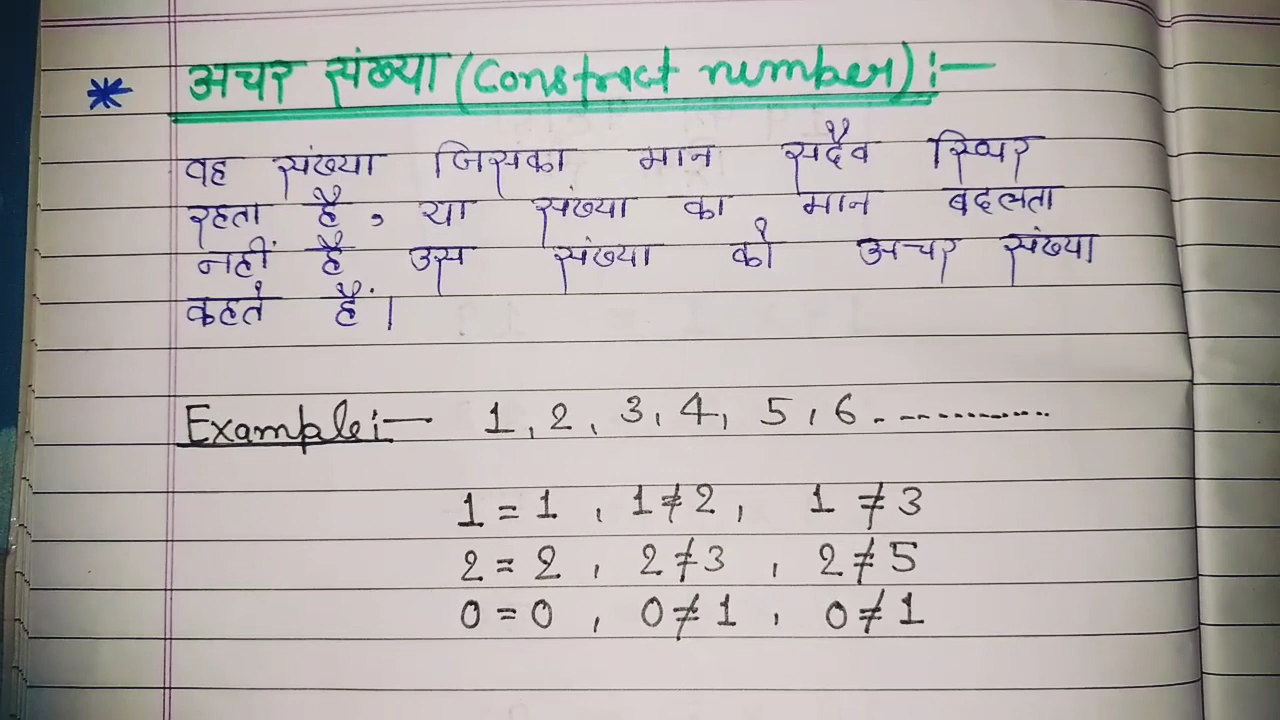 * अचर संख्या (Constract number) :—
वह संख्या जिसका मान सदैव स्थिर
रहता है, या संख्या का मान बदलता
नहीं है उस संख्या को अचर संख्या
कहते हैं।
Example :— 1, 2, 3, 4, 5, 6 - - - - - - - - - -
1 = 1 , 1 ≠ 2 , 1 ≠ 3
2 = 2 , 2 ≠ 3 , 2 ≠ 5
0 = 0 , 0 ≠ 1 , 0 ≠ 1